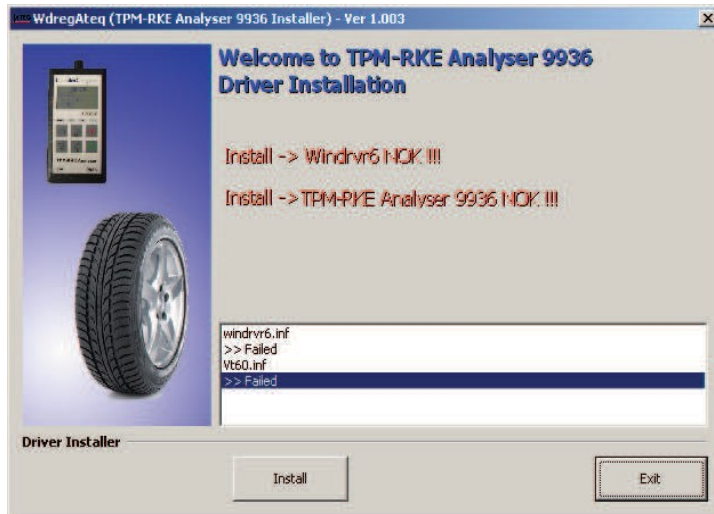 WdregAteq (TPM-RKE Analyser 9936 Installer) - Ver 1.003
Welcome to TPM-RKE Analyser 9936
Driver Installation
Install -> Windrvr6 NOK !!!
Install ->TPM-RKE Analyser 9936 NOK !!!
windrvr6.inf
>> Failed
Vt60.inf
>> Failed
Driver Installer
Install
Exit